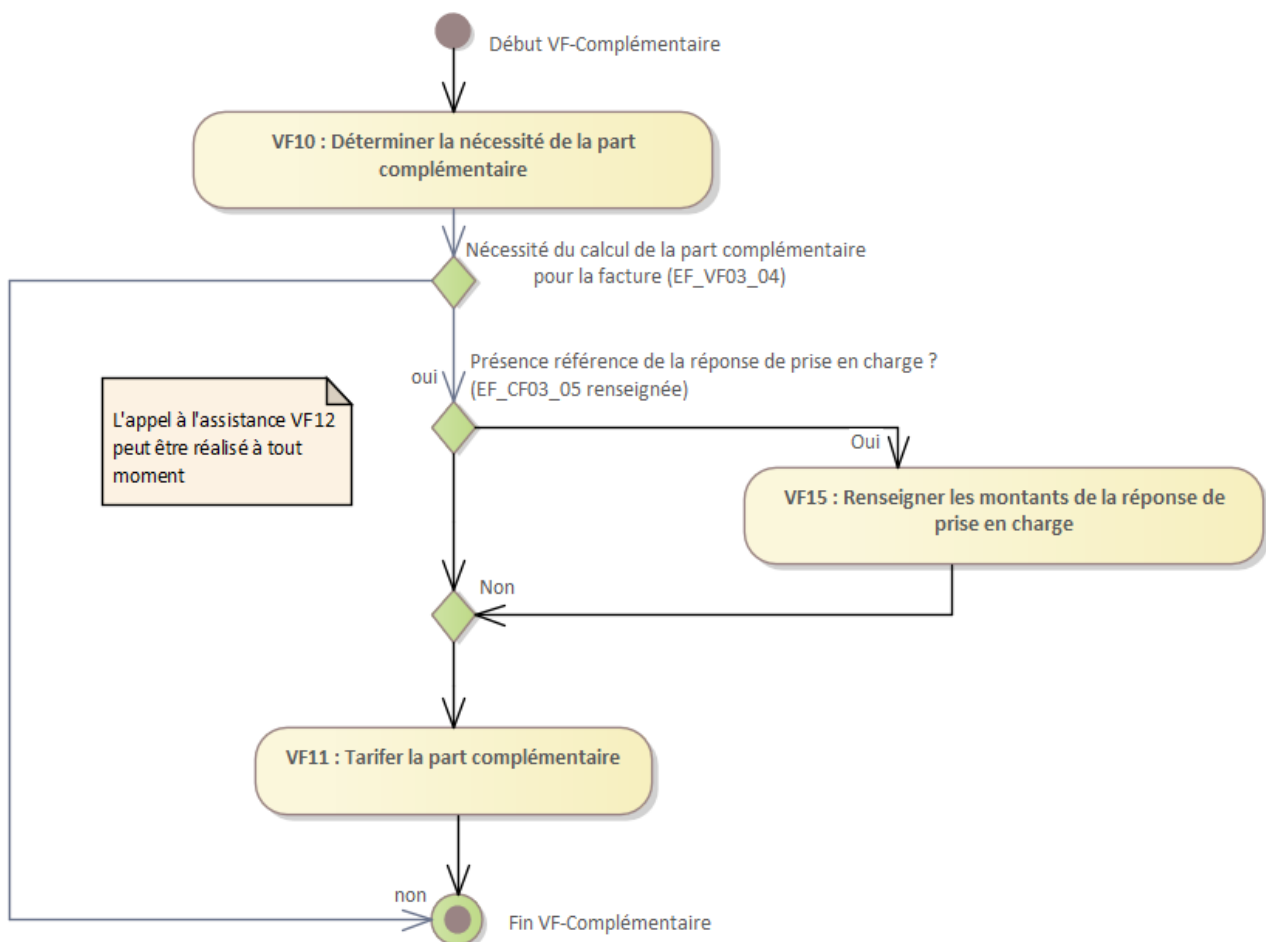 Début VF-Complémentaire
VF10 : Déterminer la nécessité de la part
complémentaire
Nécessité du calcul de la part complémentaire
pour la facture (EF_VF03_04)
Présence référence de la réponse de prise en charge ?
(EF_CF03_05 renseignée)
oui
L'appel à l'assistance VF12
peut être réalisé à tout
moment
Oui
VF15 : Renseigner les montants de la réponse de
prise en charge
Non
VF11 : Tarifer la part complémentaire
non
Fin VF-Complémentaire